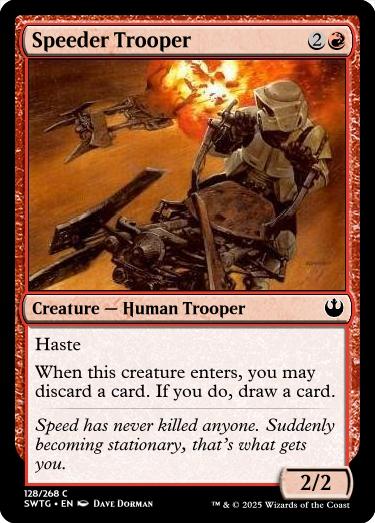 Speeder Trooper 2
Creature — Human Trooper
Haste
When this creature enters, you may
discard a card. If you do, draw a card.
Speed has never killed anyone. Suddenly
becoming stationary, that's what gets
you.
2/2
128/268 C
SWTG • EN Dave Dorman
™ & © 2025 Wizards of the Coast